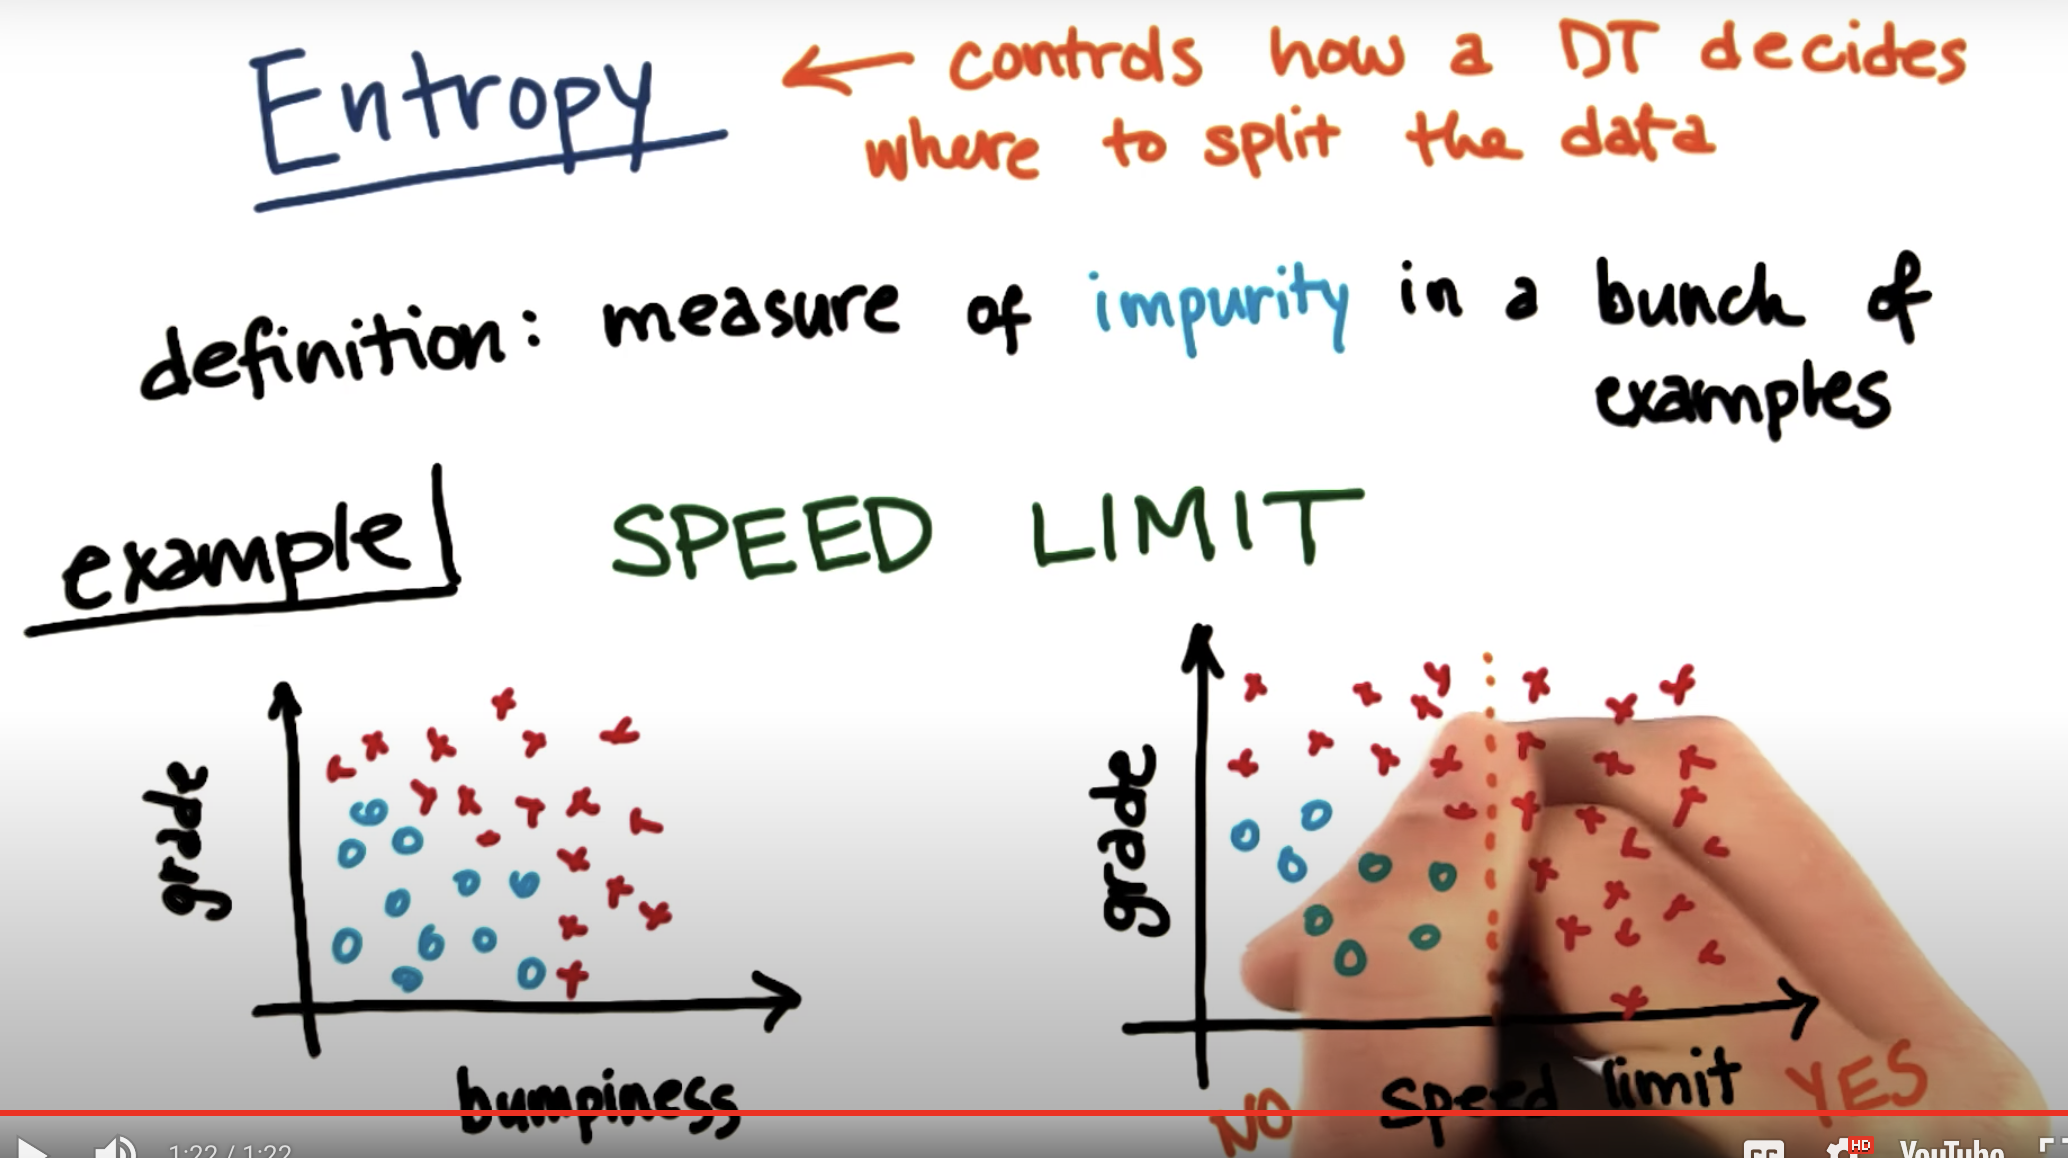 Entropy ← controls how a DT decides
where to split the data
definition: measure of impurity in a bunch of
examples
example SPEED LIMIT
grade
bumpiness
grade
speed limit
NO
YES
1:22 / 1:22
CC
HD
YouTube